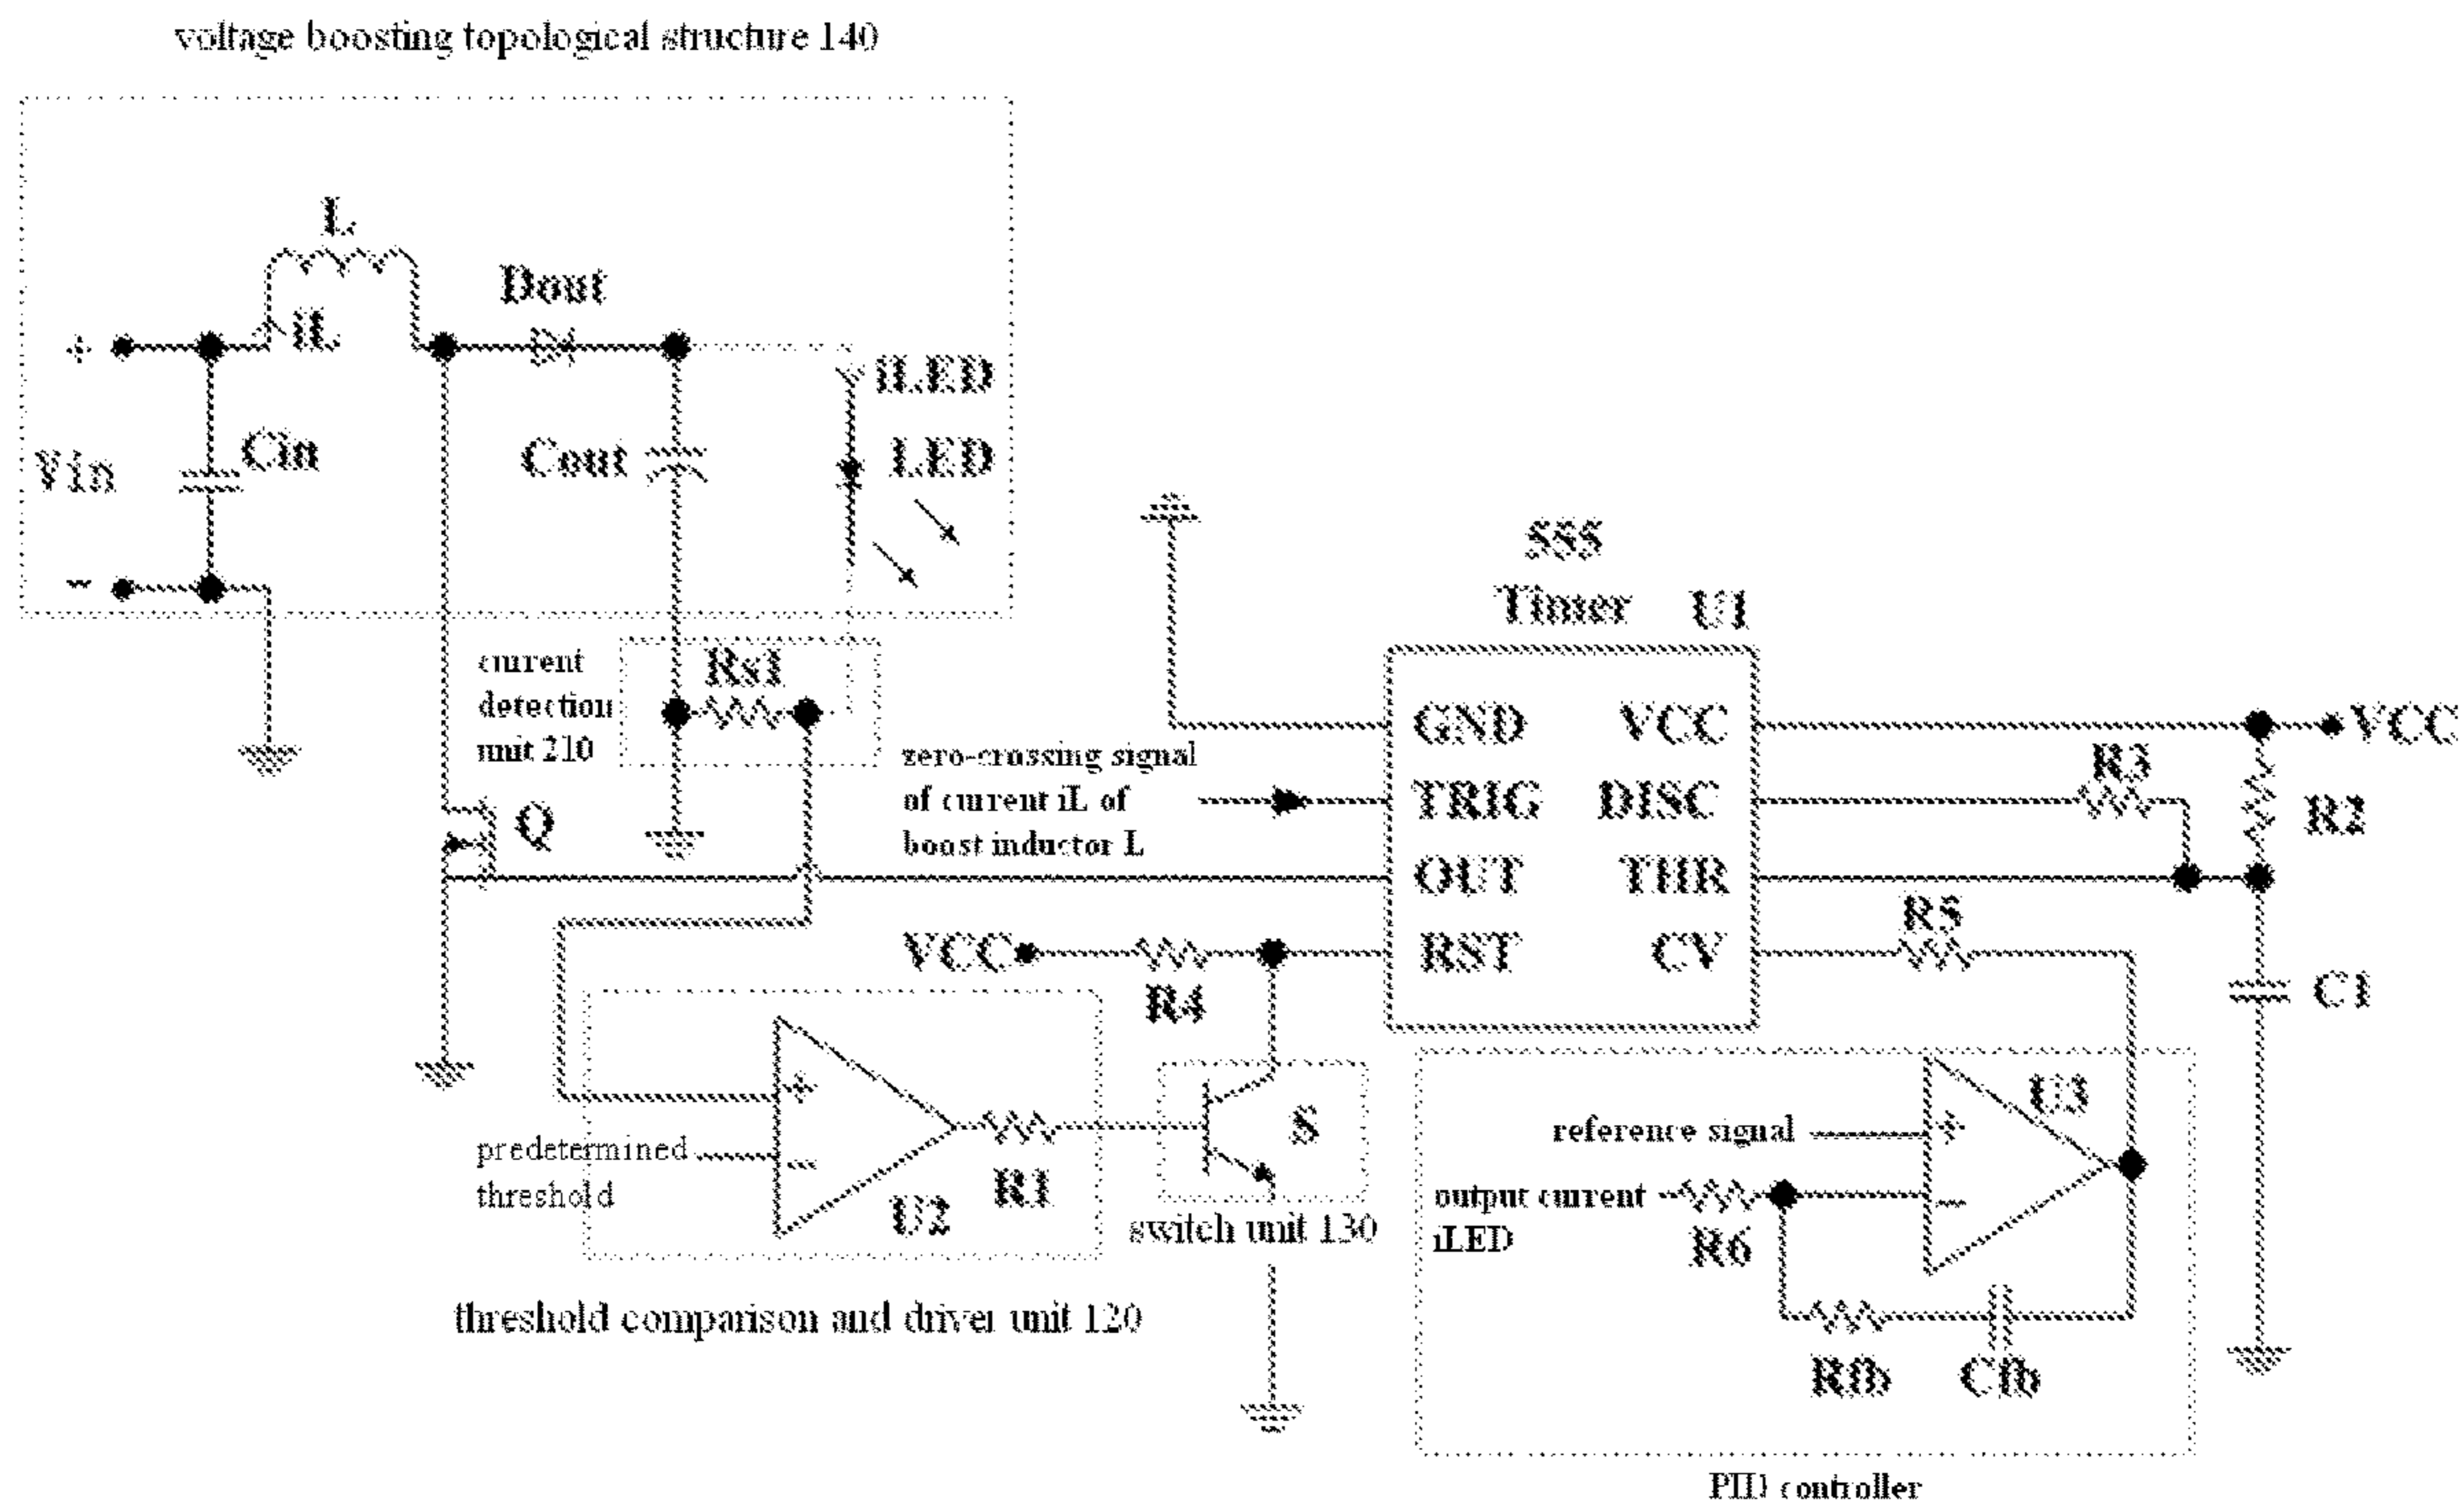 voltage boosting topological structure 140
L
Dout
+
iL
iLED
Vin
Cin
Cout
LED
-
555
Timer U1
current
detection
unit 210
Rs1
GND VCC
VCC
zero-crossing signal
of current iL of
boost inductor L
TRIG DISC
R3
R2
Q
OUT THR
R5
VCC
RST CV
R4
C1
+
-
predetermined
threshold
U2
R1
S
switch unit 130
threshold comparison and driver unit 120
U3
reference signal
+
output current
iLED
-
R6
Rfb
Cfb
PID controller